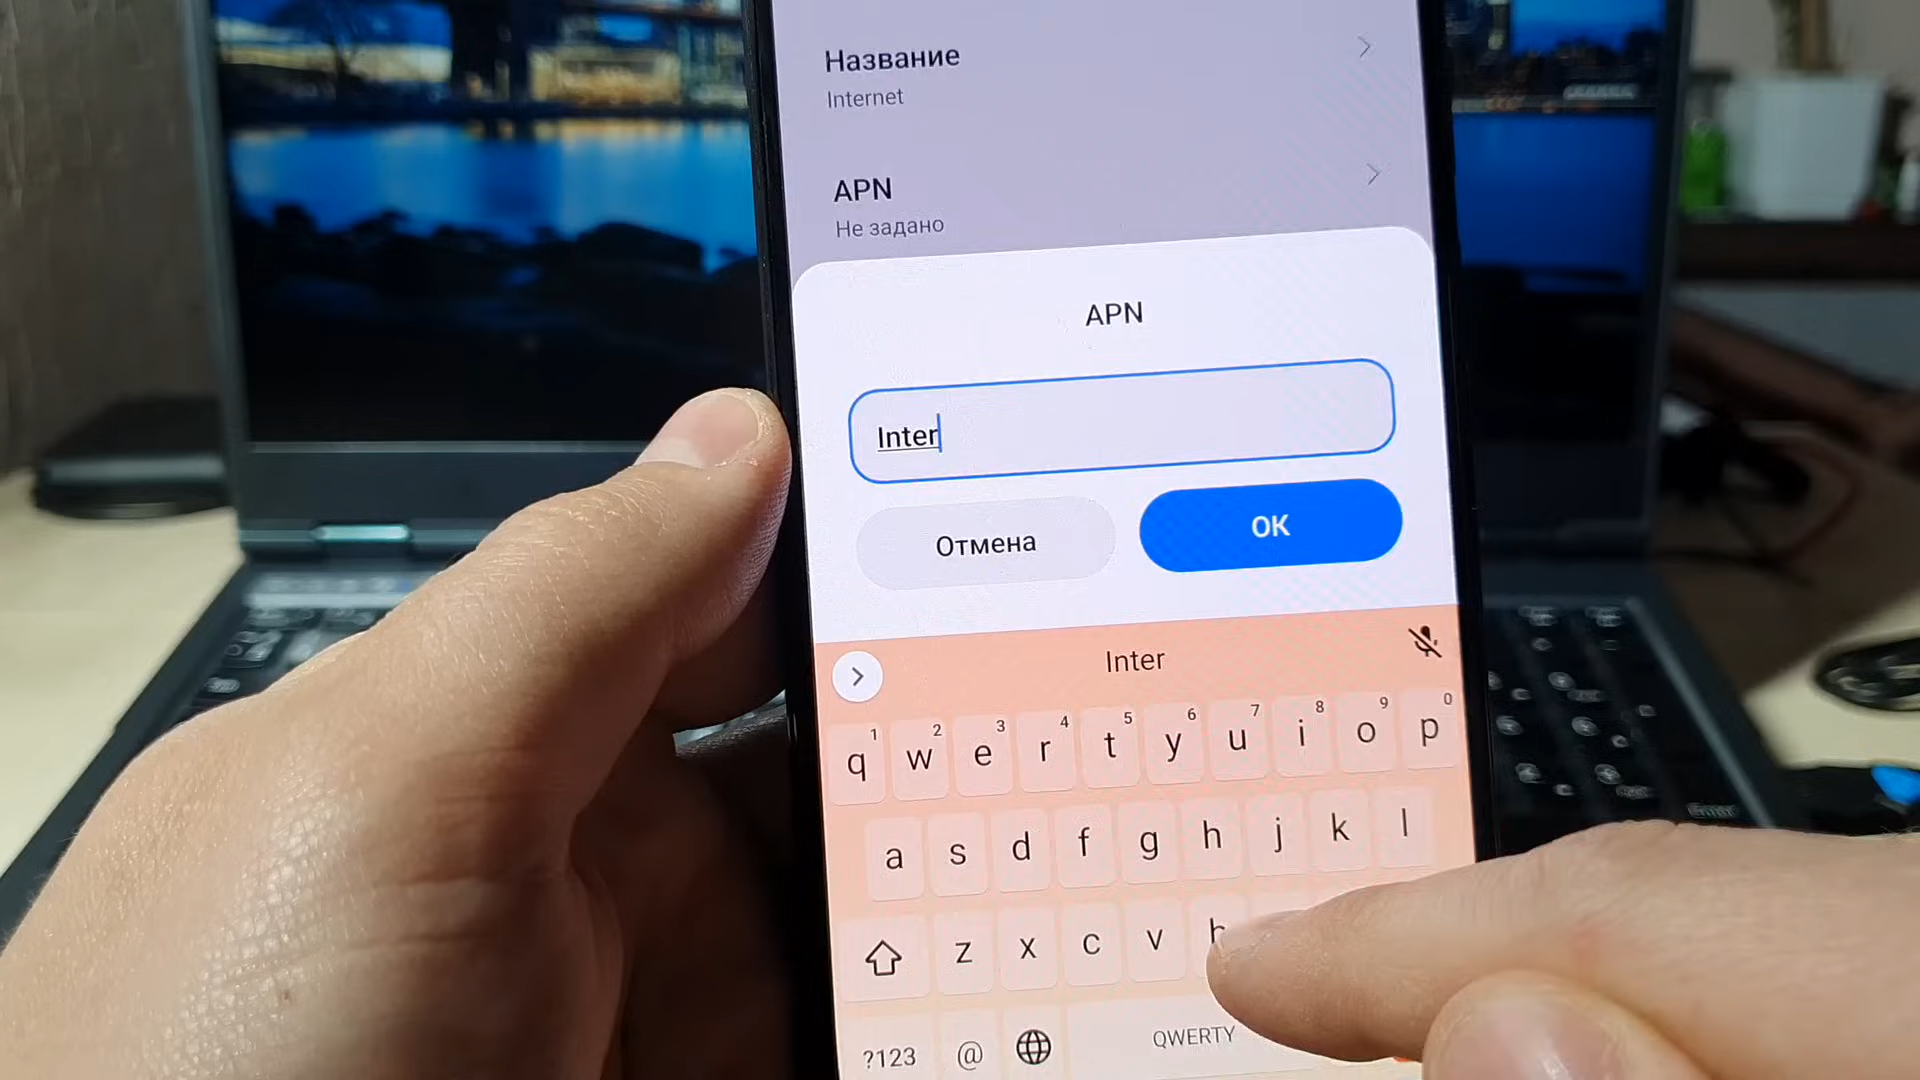 Название
Internet
APN
Не задано
APN
Inter
Отмена
OK
Inter
1 2 3 4 5 6 7 8 9 0
q w e r t y u i o p
a s d f g h j k l
z x c v b
?123 @ QWERTY
Enter